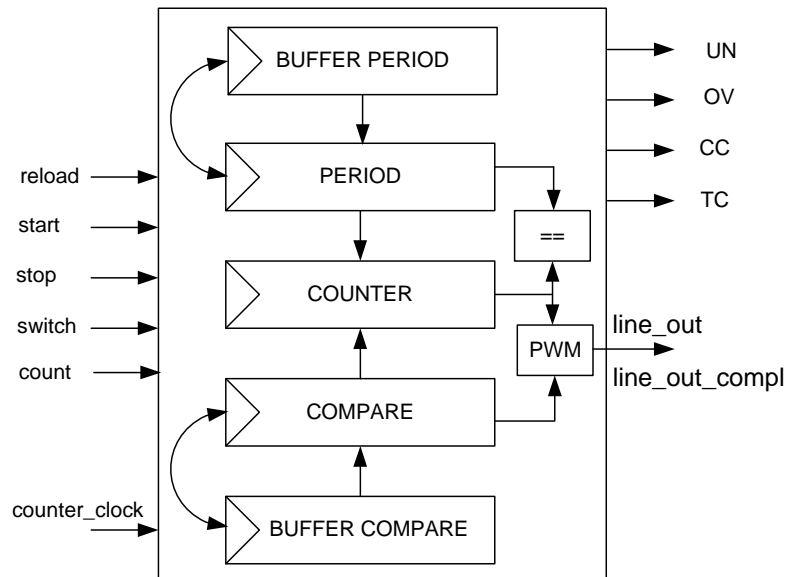 BUFFER PERIOD
PERIOD
==
COUNTER
PWM
COMPARE
BUFFER COMPARE
reload
start
stop
switch
count
counter_clock
UN
OV
CC
TC
line_out
line_out_compl